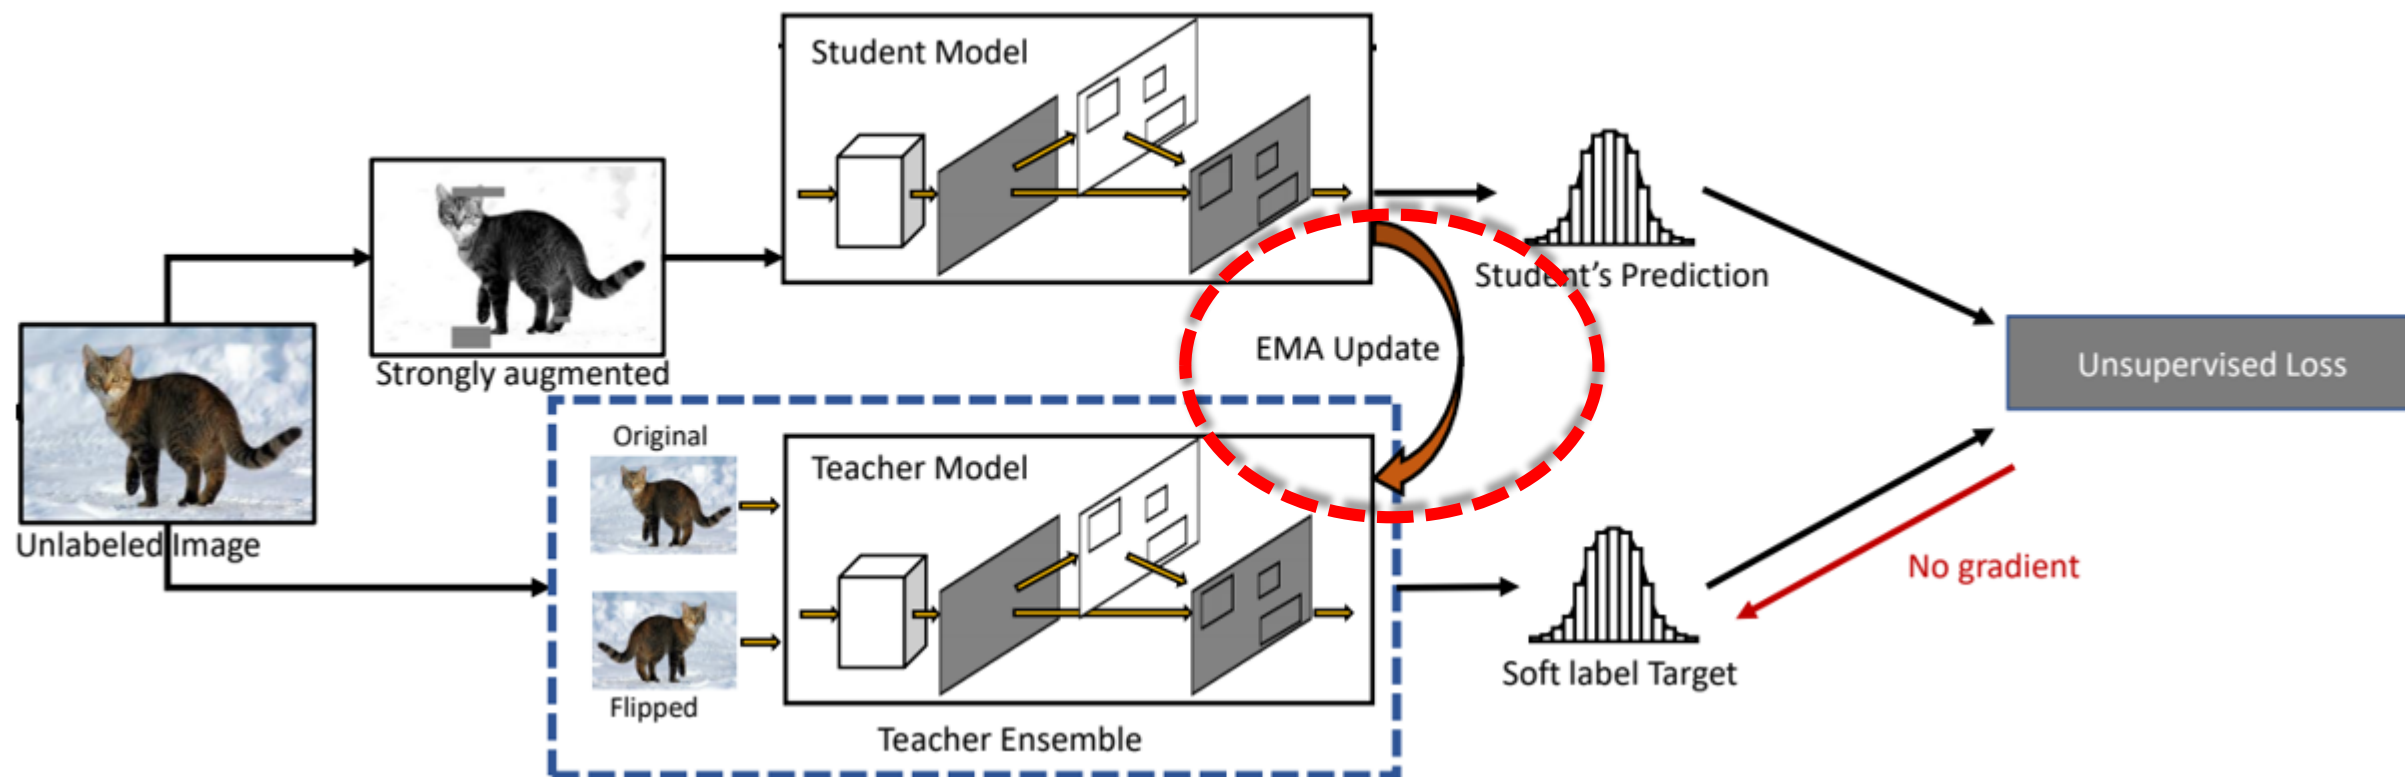 Student Model
Strongly augmented
Unlabeled Image
Student's Prediction
EMA Update
Unsupervised Loss
Original
Teacher Model
Flipped
Teacher Ensemble
Soft label Target
No gradient